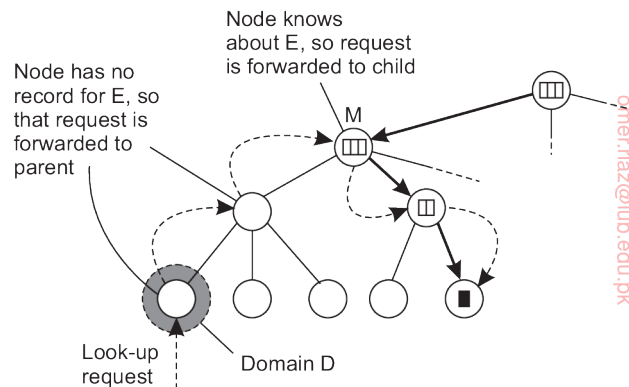 Node knows
about E, so request
is forwarded to child
Node has no
record for E, so
that request is
forwarded to
parent
M
Look-up
request
Domain D
omer.riaz@iub.edu.pk